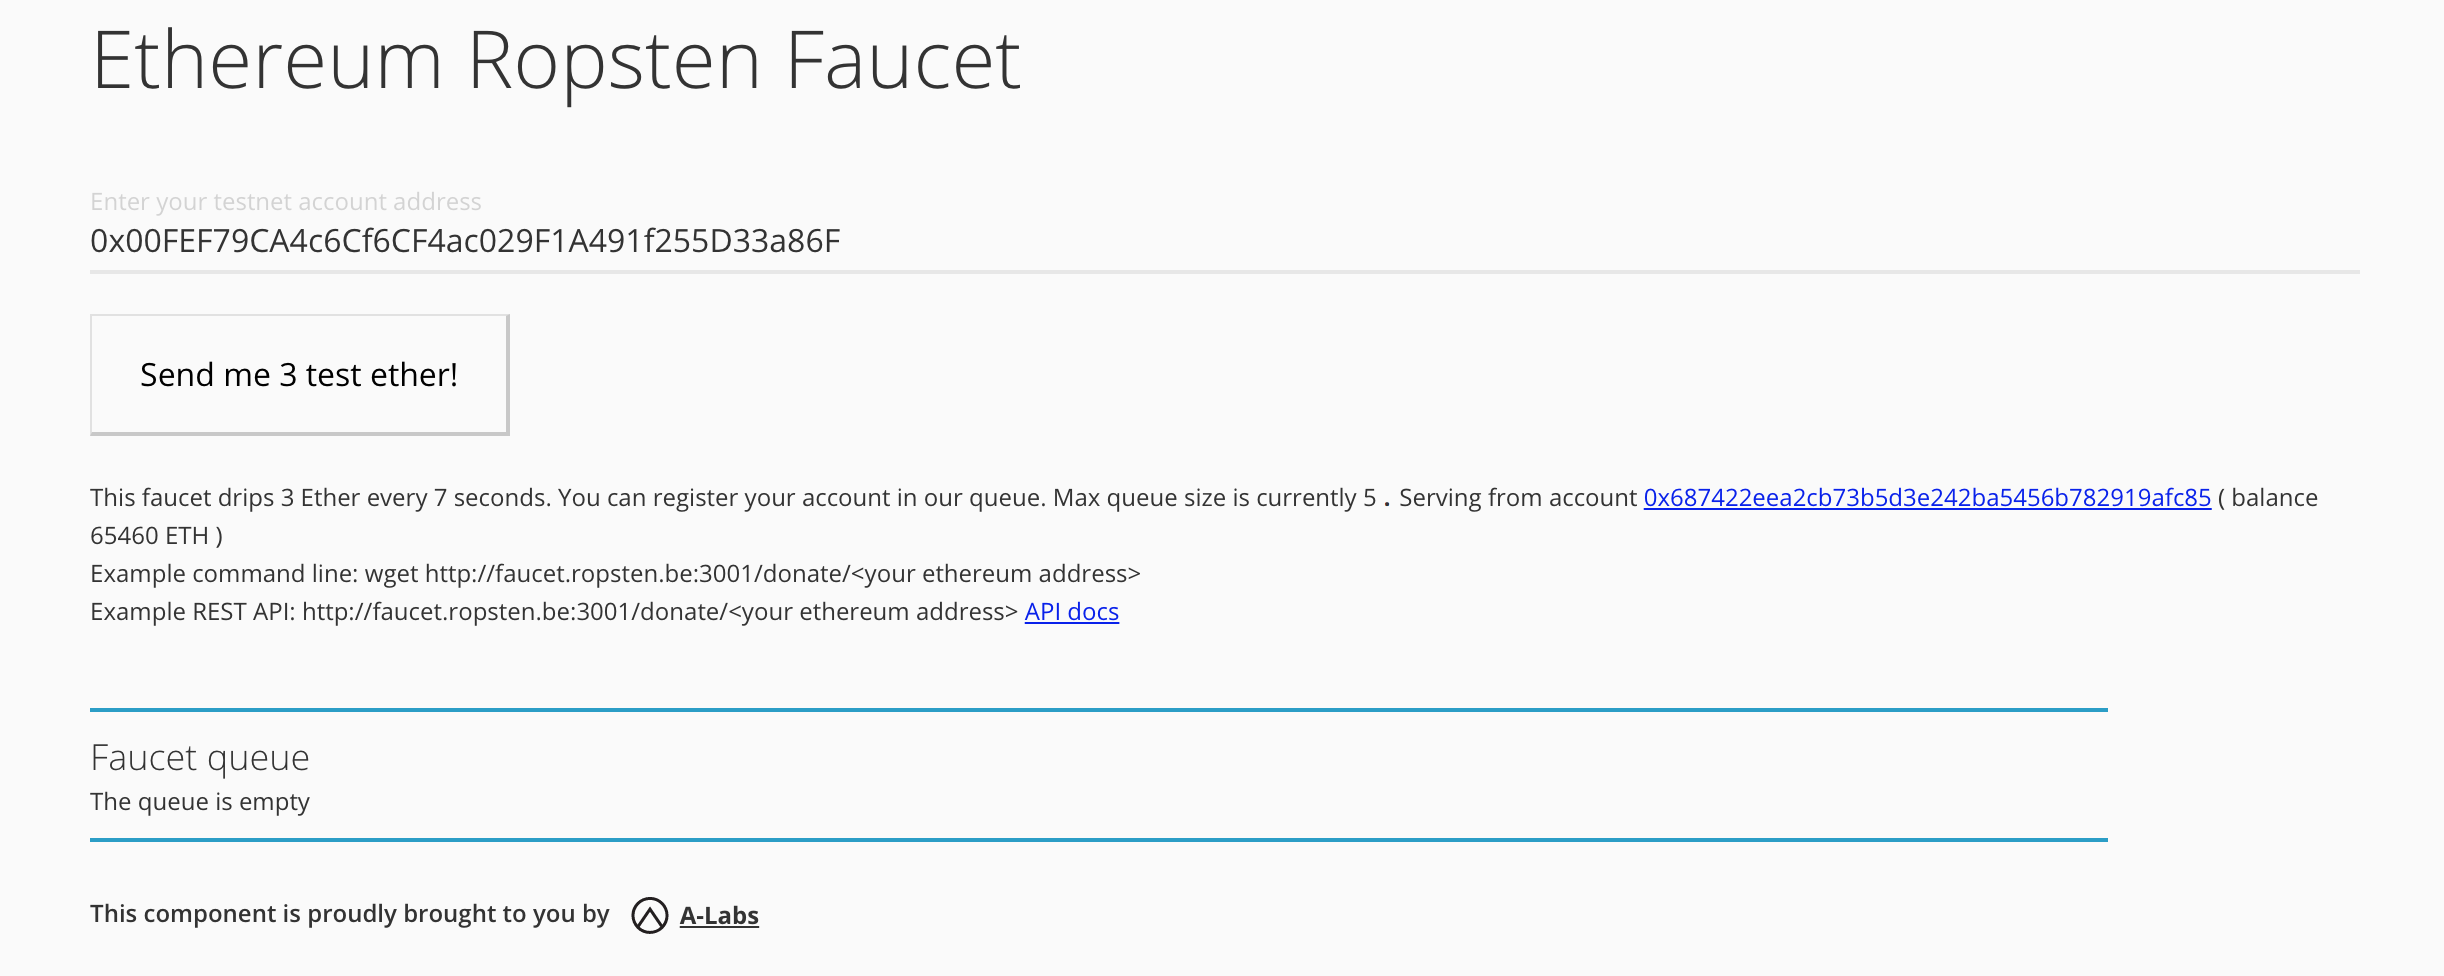 Ethereum Ropsten Faucet
Enter your testnet account address
0x00FEF79CA4c6Cf6CF4ac029F1A491f255D33a86F
Send me 3 test ether!
This faucet drips 3 Ether every 7 seconds. You can register your account in our queue. Max queue size is currently 5 . Serving from account 0x687422eea2cb73b5d3e242ba5456b782919afc85 ( balance
65460 ETH )
Example command line: wget http://faucet.ropsten.be:3001/donate/<your ethereum address>
Example REST API: http://faucet.ropsten.be:3001/donate/<your ethereum address> API docs
Faucet queue
The queue is empty
This component is proudly brought to you by A-Labs